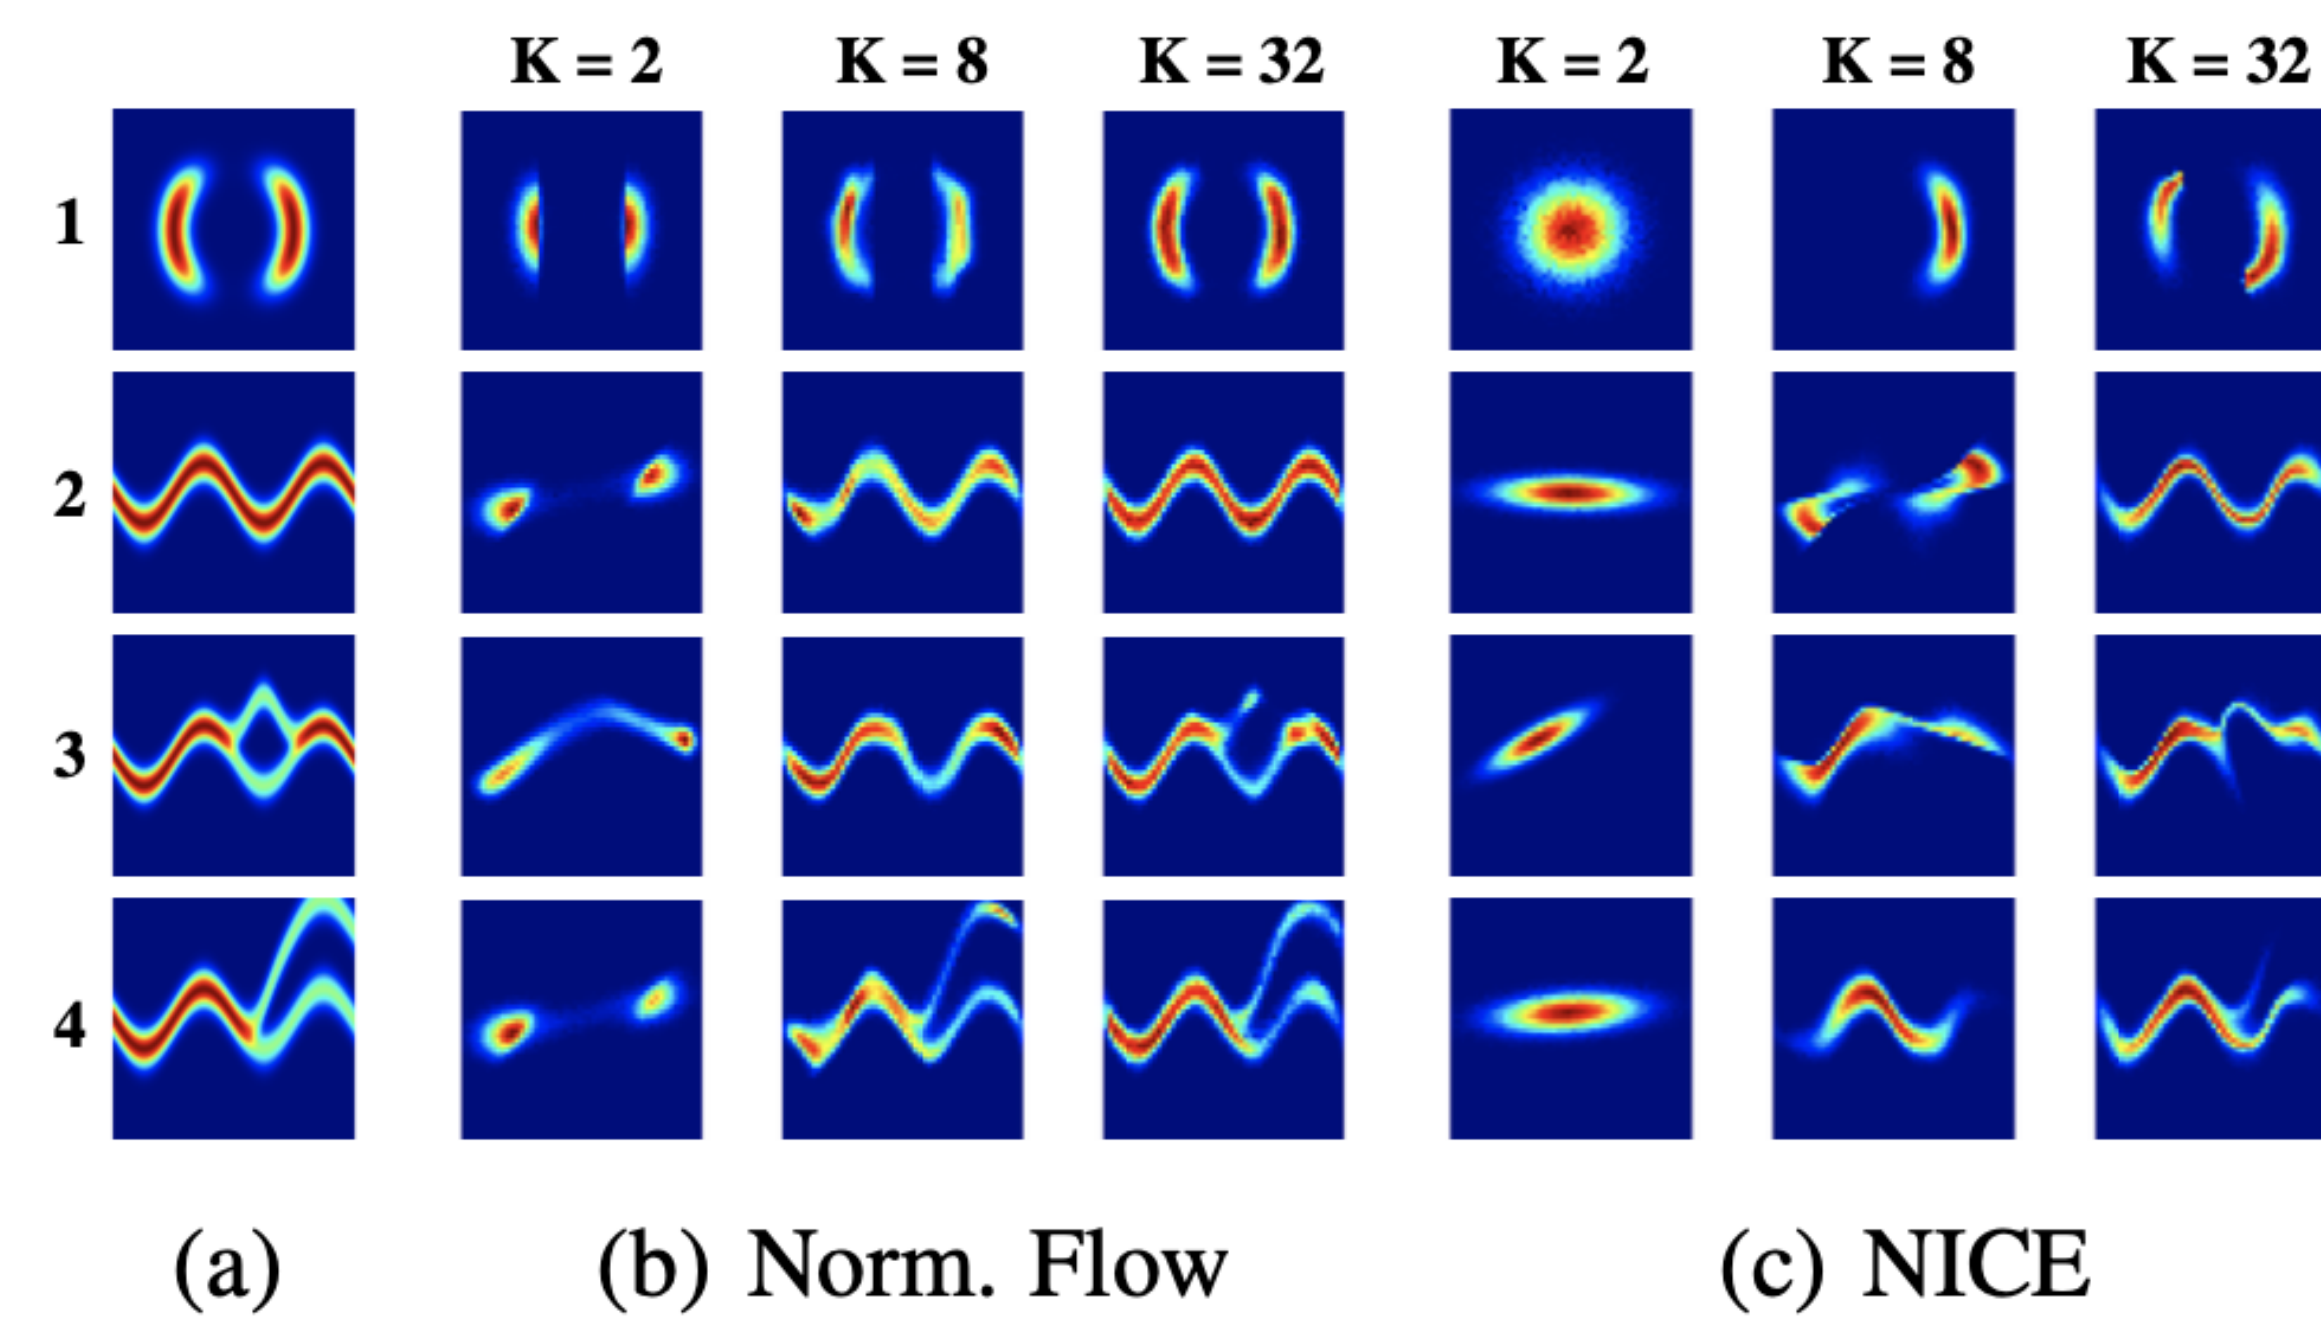 K = 2 K = 8 K = 32 K = 2 K = 8 K = 32
1
2
3
4
(a) (b) Norm. Flow (c) NICE